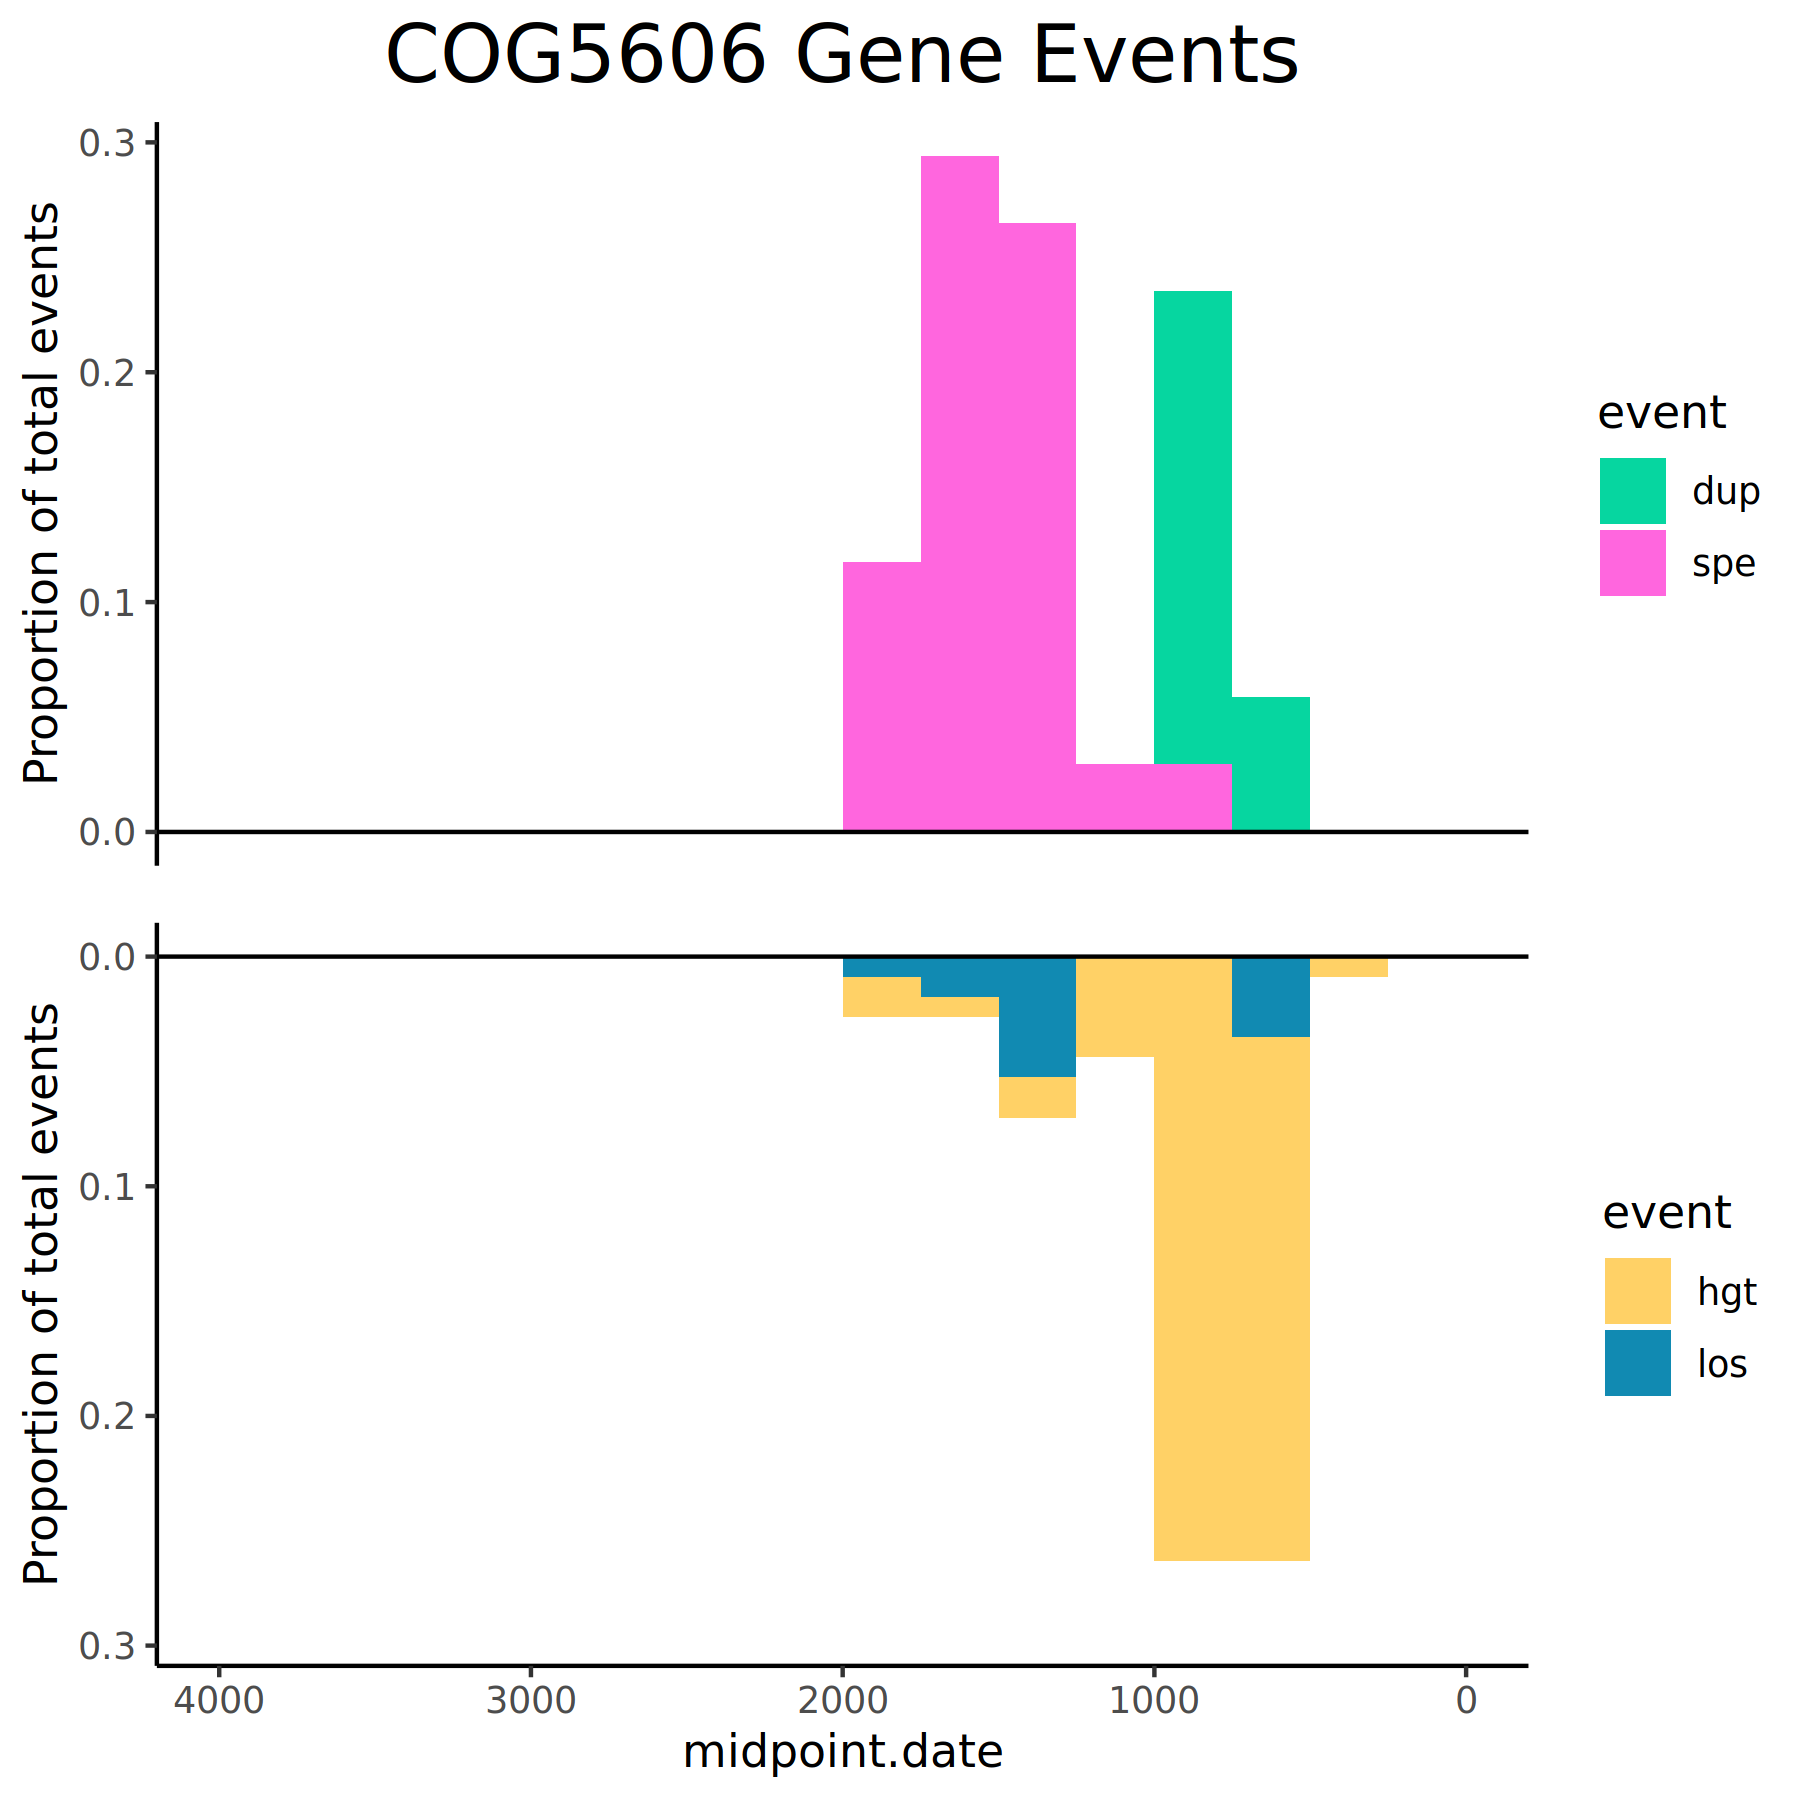 COG5606 Gene Events
Proportion of total events
0.3
0.2
0.1
0.0
event
dup
spe
Proportion of total events
0.0
0.1
0.2
0.3
event
hgt
los
4000 3000 2000 1000 0
midpoint.date